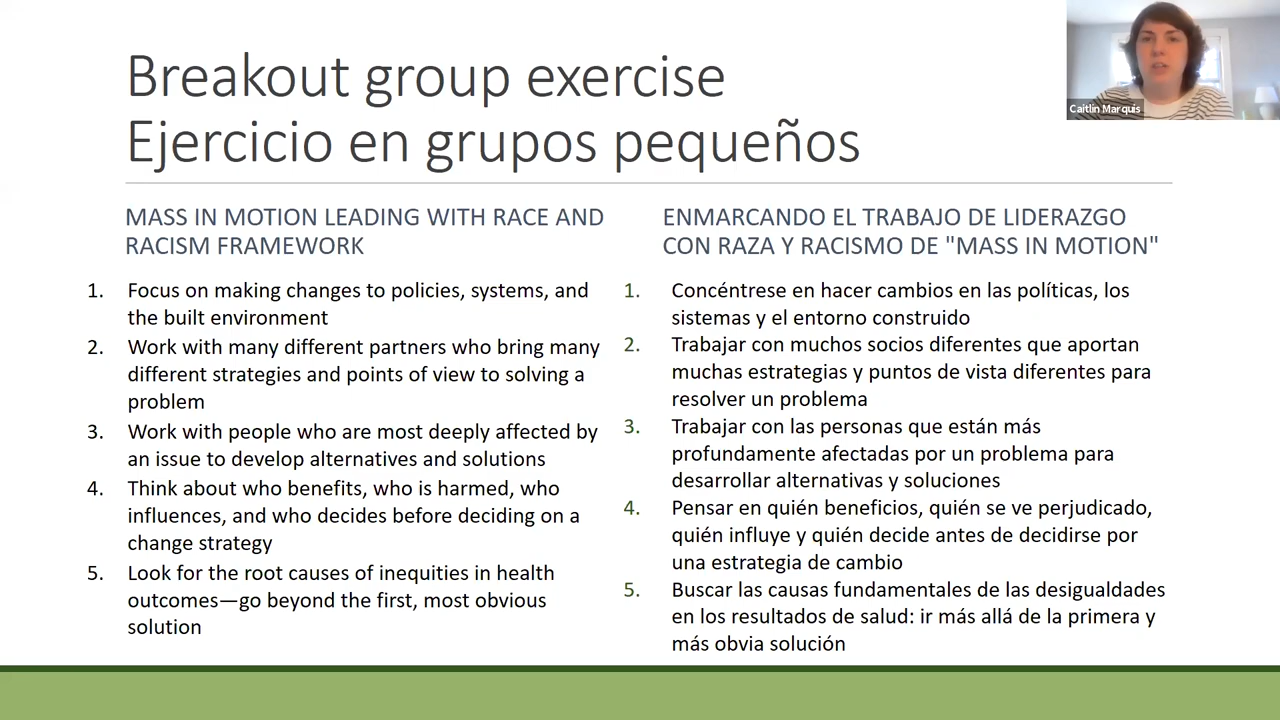 Breakout group exercise
Ejercicio en grupos pequeños
Caitlin Marquis
MASS IN MOTION LEADING WITH RACE AND
RACISM FRAMEWORK
1. Focus on making changes to policies, systems, and
the built environment
2. Work with many different partners who bring many
different strategies and points of view to solving a
problem
3. Work with people who are most deeply affected by
an issue to develop alternatives and solutions
4. Think about who benefits, who is harmed, who
influences, and who decides before deciding on a
change strategy
5. Look for the root causes of inequities in health
outcomes—go beyond the first, most obvious
solution
ENMARCANDO EL TRABAJO DE LIDERAZGO
CON RAZA Y RACISMO DE "MASS IN MOTION"
1. Concéntrese en hacer cambios en las políticas, los
sistemas y el entorno construido
2. Trabajar con muchos socios diferentes que aportan
muchas estrategias y puntos de vista diferentes para
resolver un problema
3. Trabajar con las personas que están más
profundamente afectadas por un problema para
desarrollar alternativas y soluciones
4. Pensar en quién beneficios, quién se ve perjudicado,
quién influye y quién decide antes de decidirse por
una estrategia de cambio
5. Buscar las causas fundamentales de las desigualdades
en los resultados de salud: ir más allá de la primera y
más obvia solución